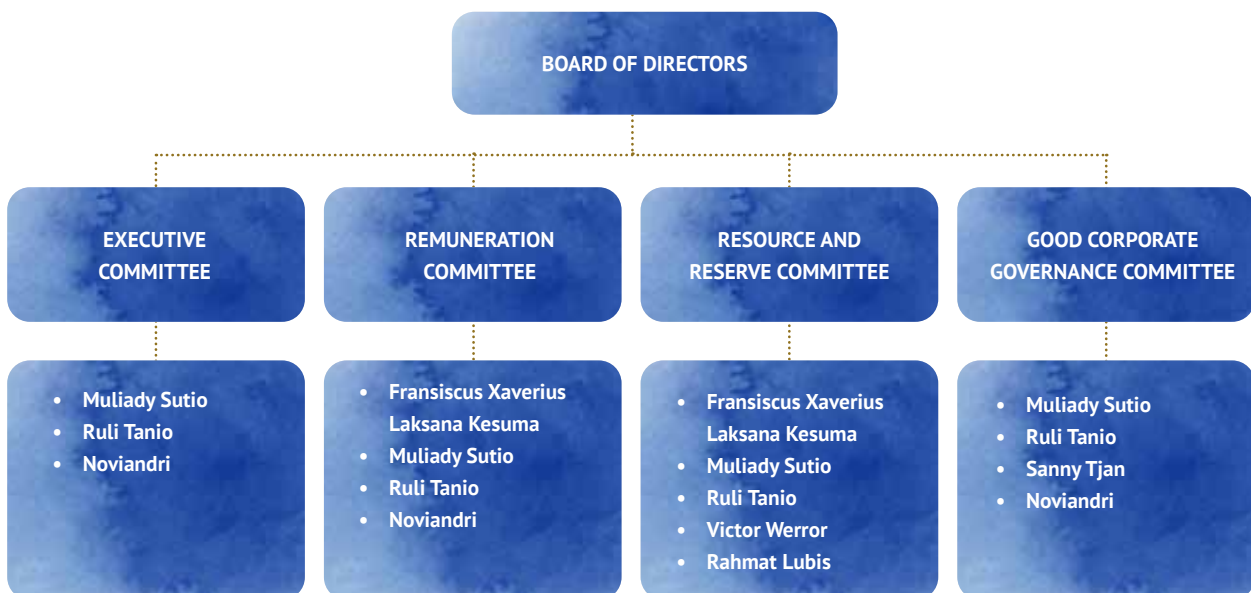 BOARD OF DIRECTORS
EXECUTIVE
COMMITTEE
REMUNERATION
COMMITTEE
RESOURCE AND
RESERVE COMMITTEE
GOOD CORPORATE
GOVERNANCE COMMITTEE
• Muliady Sutio
• Ruli Tanio
• Noviandri
• Fransiscus Xaverius
Laksana Kesuma
• Muliady Sutio
• Ruli Tanio
• Noviandri
• Fransiscus Xaverius
Laksana Kesuma
• Muliady Sutio
• Ruli Tanio
• Victor Werror
• Rahmat Lubis
• Muliady Sutio
• Ruli Tanio
• Sanny Tjan
• Noviandri